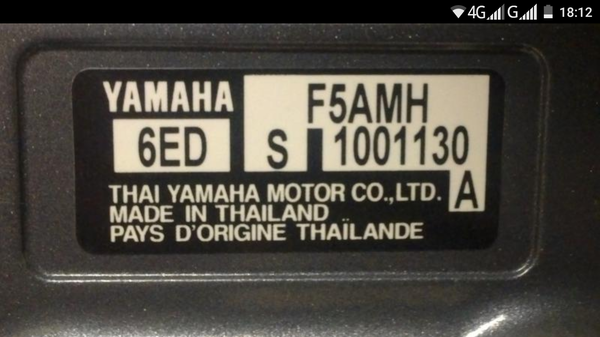 4G G 18:12
YAMAHA F5AMH
6ED S 1001130
A
THAI YAMAHA MOTOR CO.,LTD.
MADE IN THAILAND
PAYS D'ORIGINE THAÏLANDE